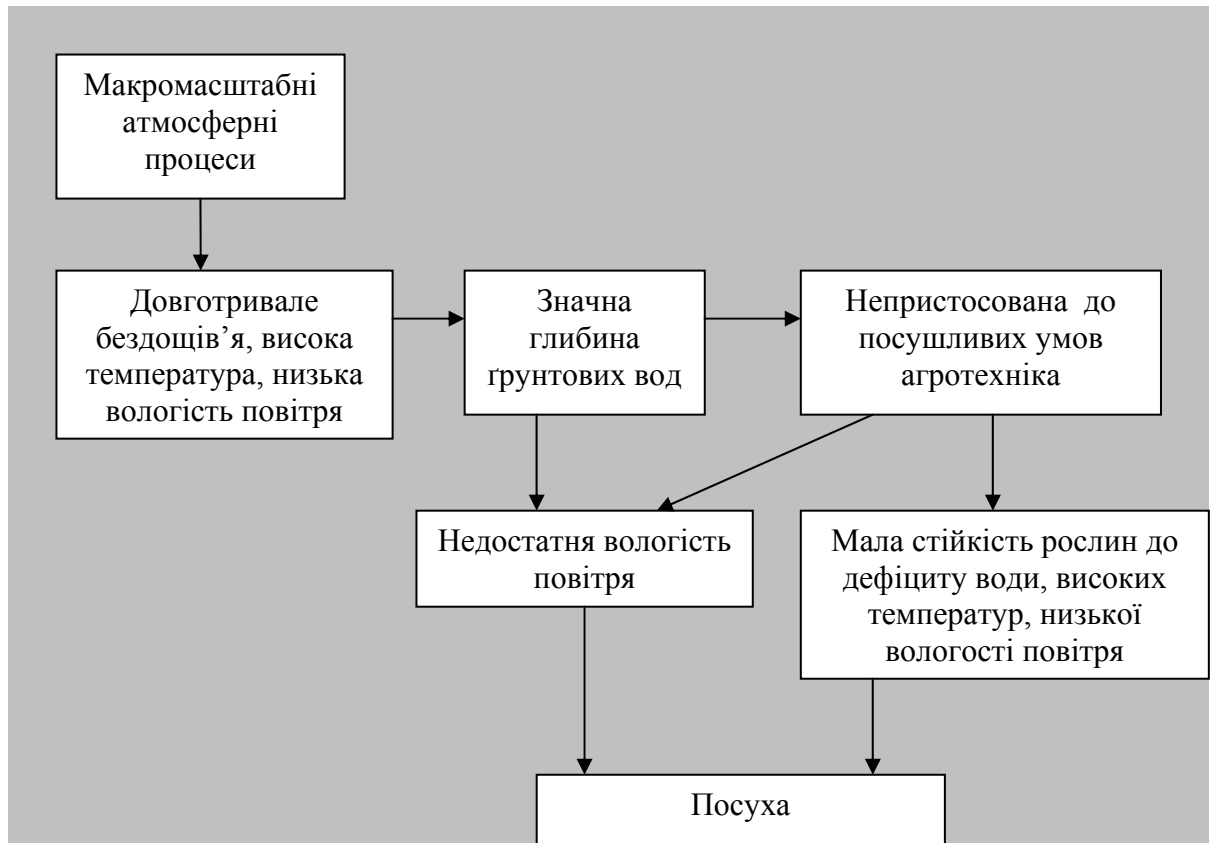 Макромасштабні
атмосферні
процеси
Довготривале
бездощів’я, висока
температура, низька
вологість повітря
Значна
глибина
ґрунтових вод
Непристосована до
посушливих умов
агротехніка
Недостатня вологість
повітря
Мала стійкість рослин до
дефіциту води, високих
температур, низької
вологості повітря
Посуха